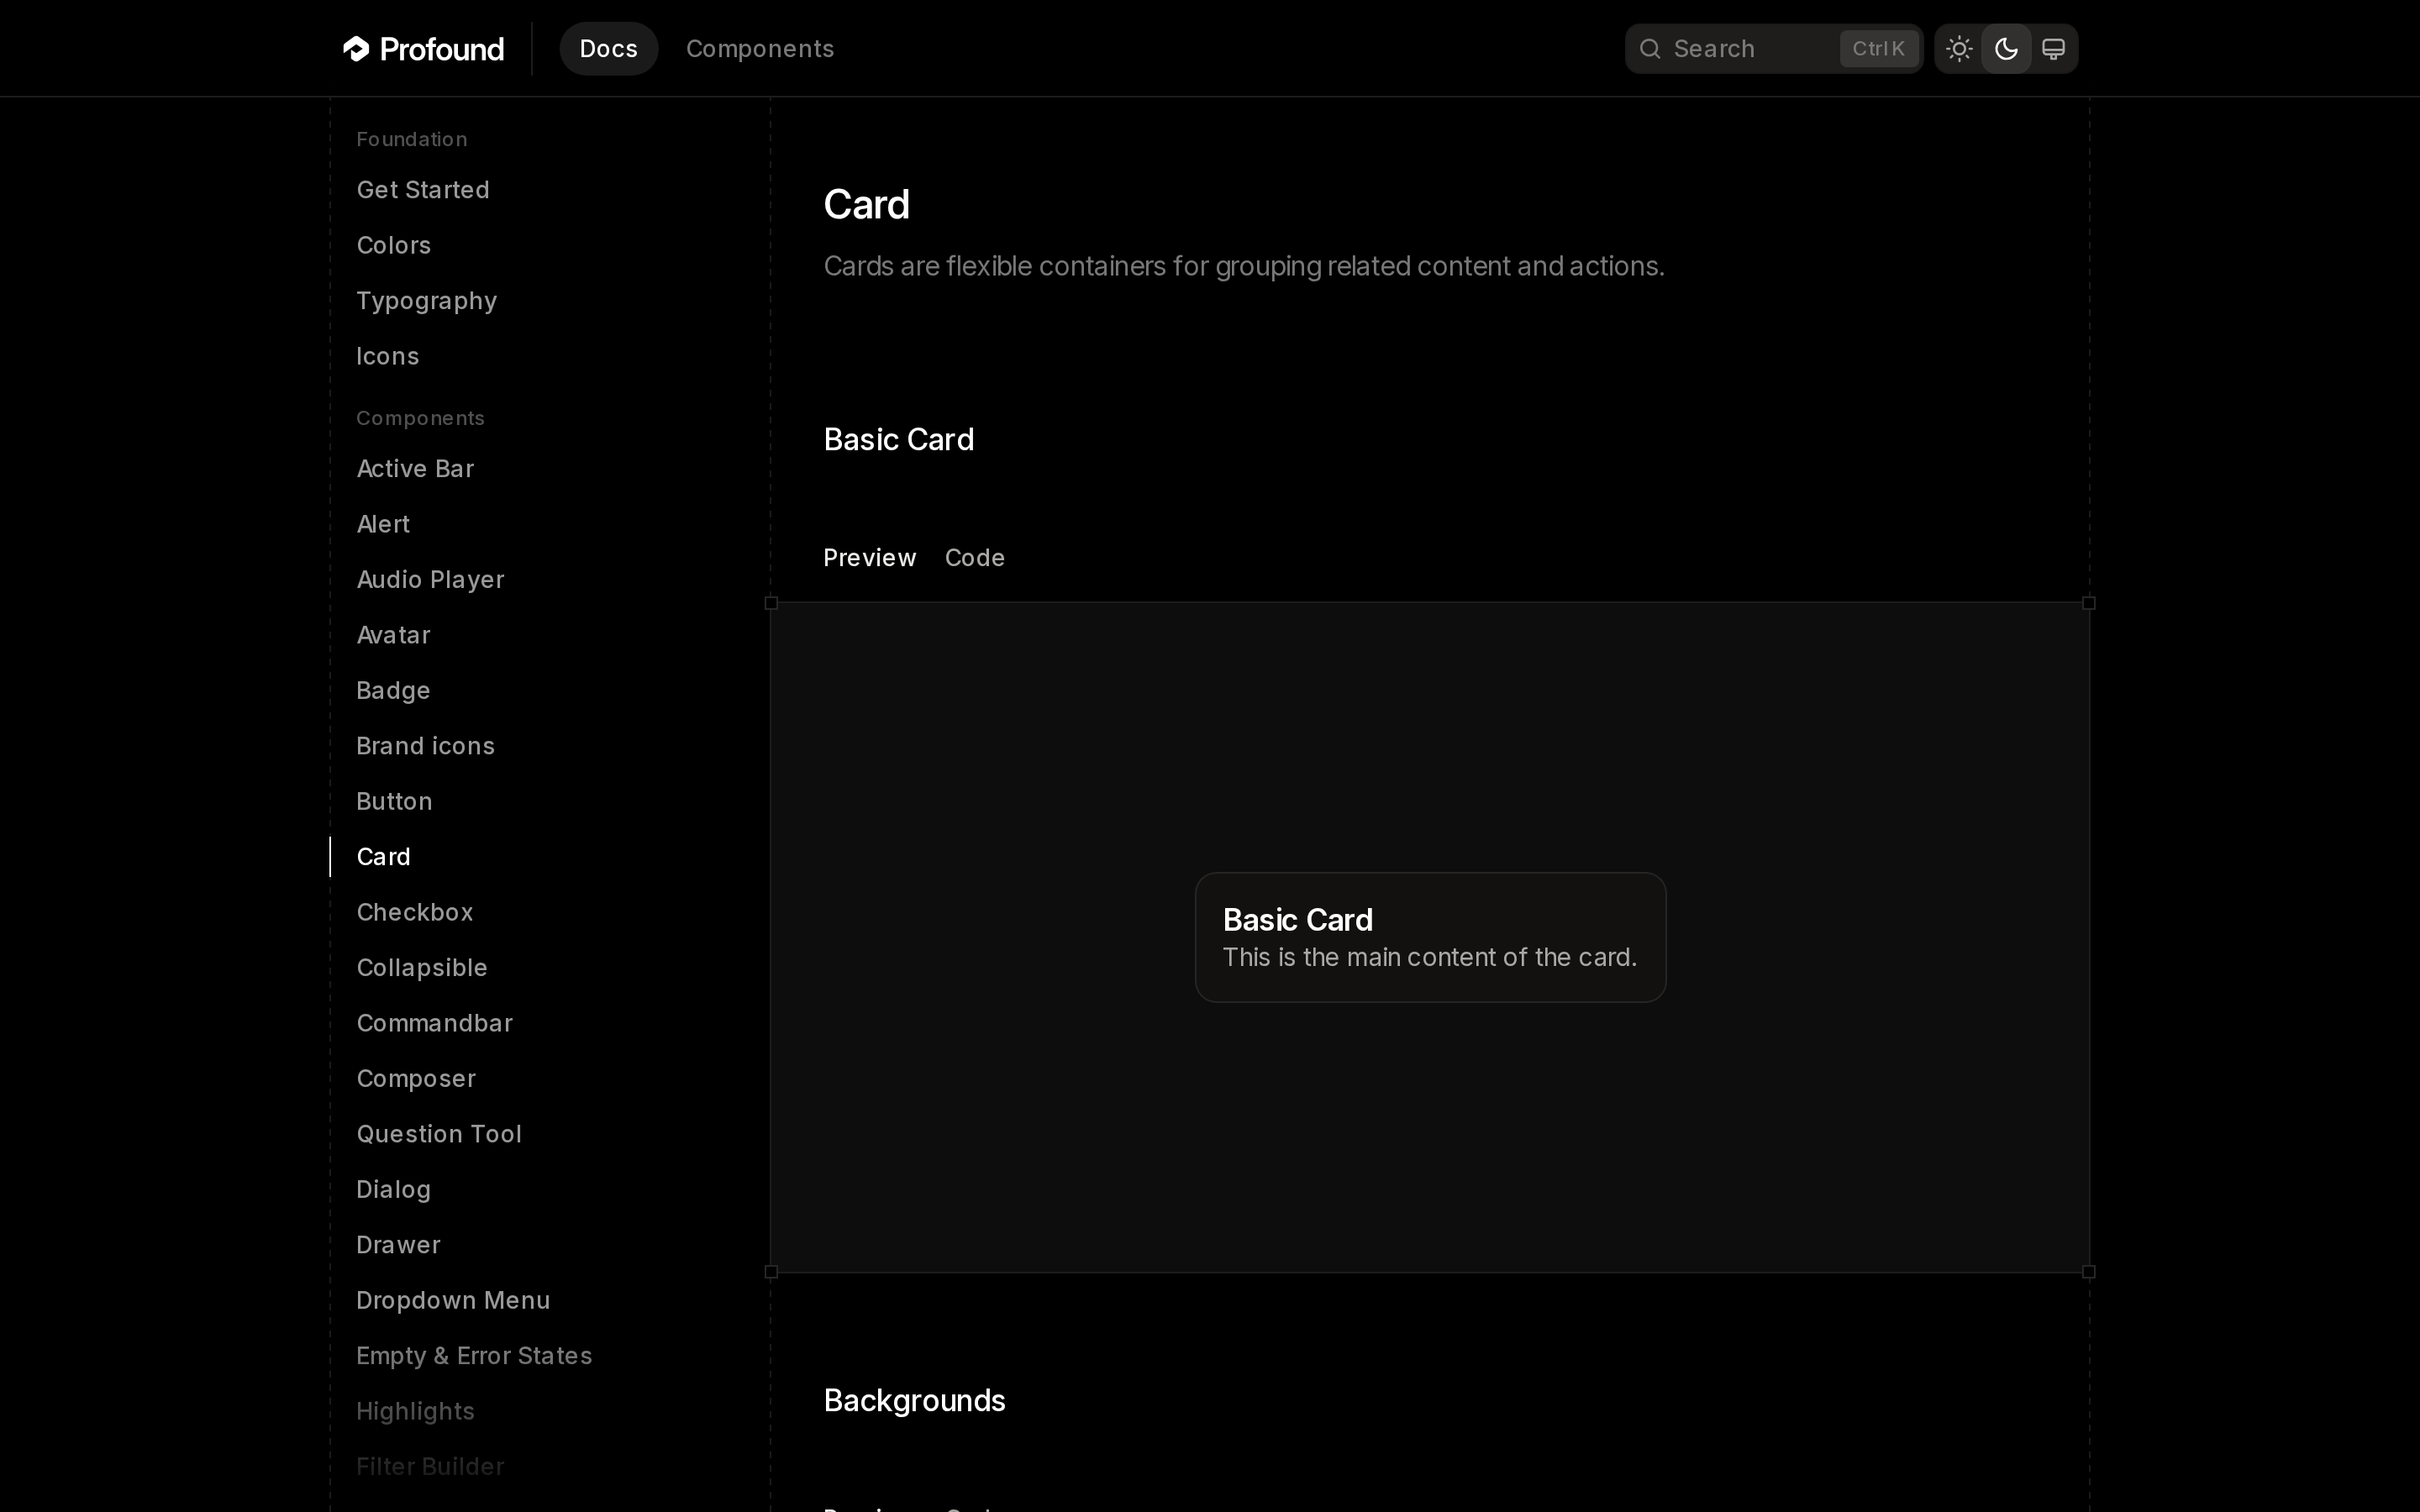 Profound
Docs
Components
Search
Ctrl K
Foundation
Get Started
Colors
Typography
Icons
Components
Active Bar
Alert
Audio Player
Avatar
Badge
Brand icons
Button
Card
Checkbox
Collapsible
Commandbar
Composer
Question Tool
Dialog
Drawer
Dropdown Menu
Empty & Error States
Highlights
Filter Builder
Card
Cards are flexible containers for grouping related content and actions.
Basic Card
Preview Code
Basic Card
This is the main content of the card.
Backgrounds